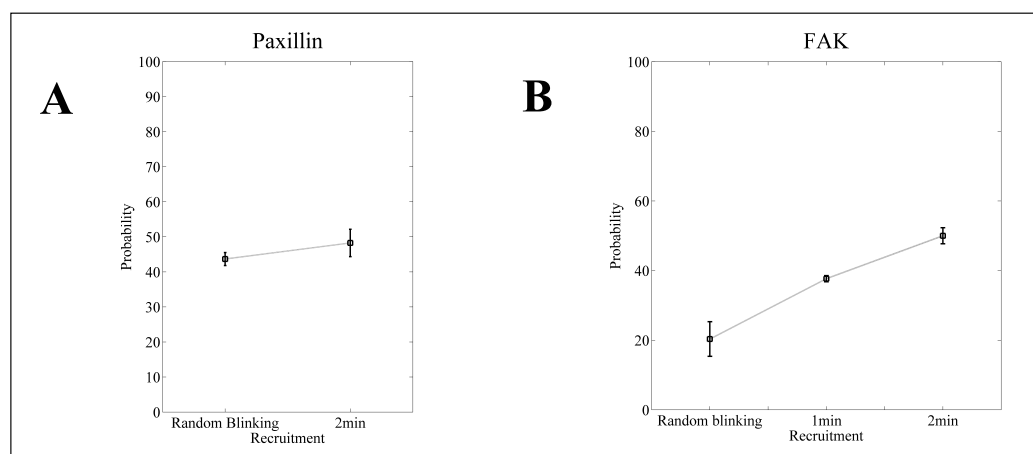 A
Paxillin
Probability
100
90
80
70
60
50
40
30
20
10
0
Random Blinking 2min
Recruitment
B
FAK
Probability
100
80
60
40
20
0
Random blinking 1min 2min
Recruitment